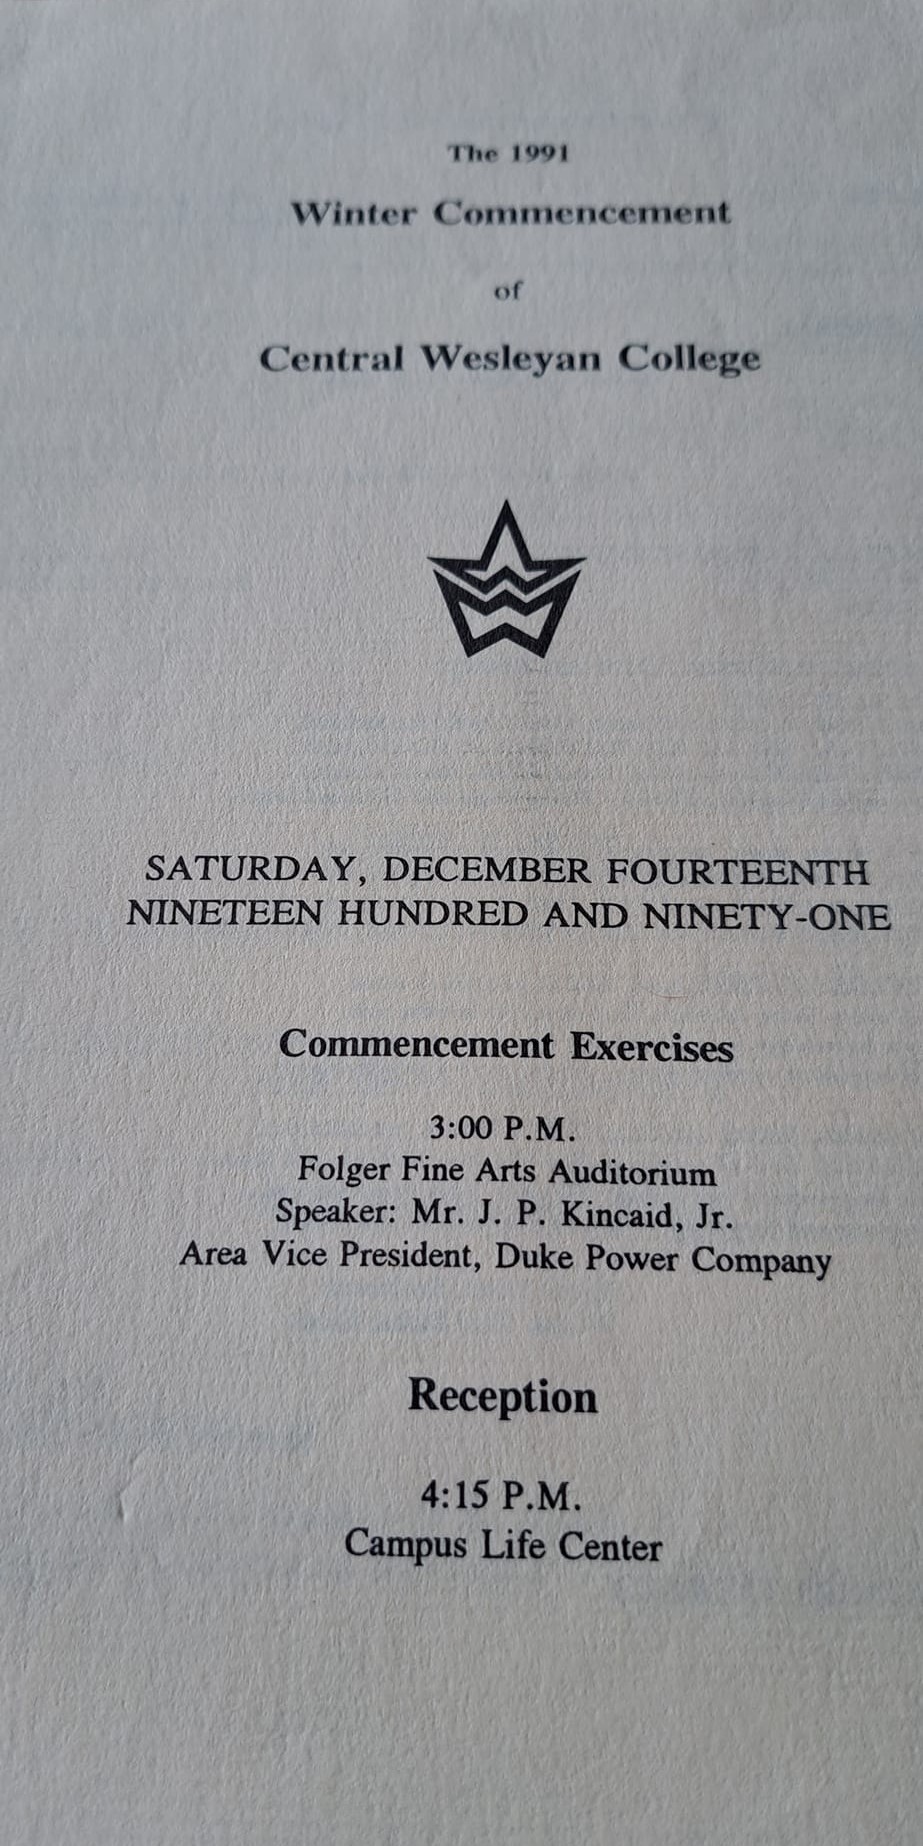 The 1991
Winter Commencement
of
Central Wesleyan College
SATURDAY, DECEMBER FOURTEENTH
NINETEEN HUNDRED AND NINETY-ONE
Commencement Exercises
3:00 P.M.
Folger Fine Arts Auditorium
Speaker: Mr. J. P. Kincaid, Jr.
Area Vice President, Duke Power Company
Reception
4:15 P.M.
Campus Life Center